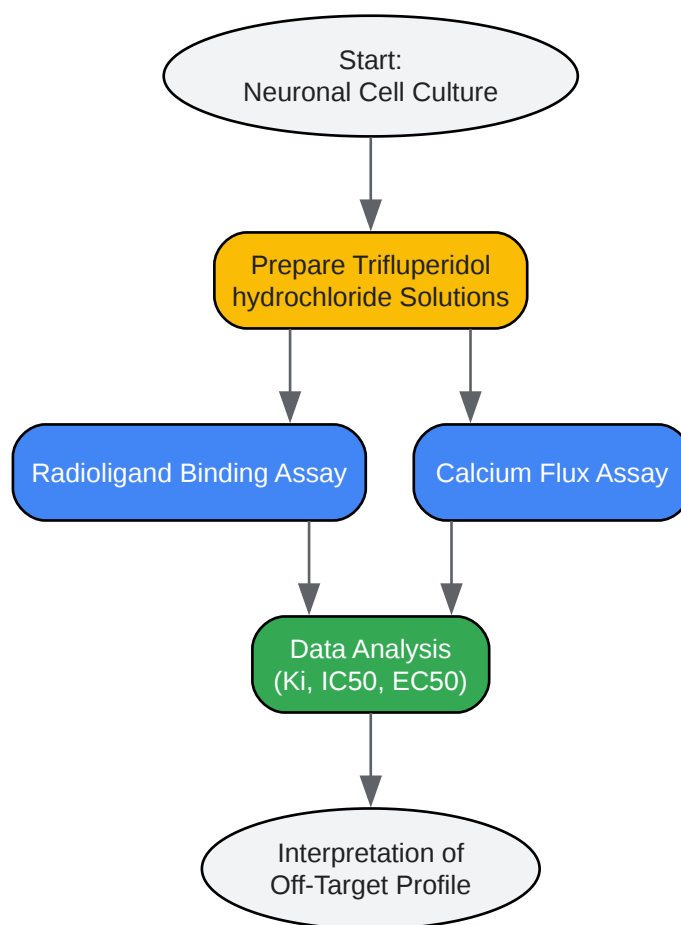 Start:
Neuronal Cell Culture
Prepare Trifluperidol
hydrochloride Solutions
Radioligand Binding Assay
Calcium Flux Assay
Data Analysis
(Ki, IC50, EC50)
Interpretation of
Off-Target Profile